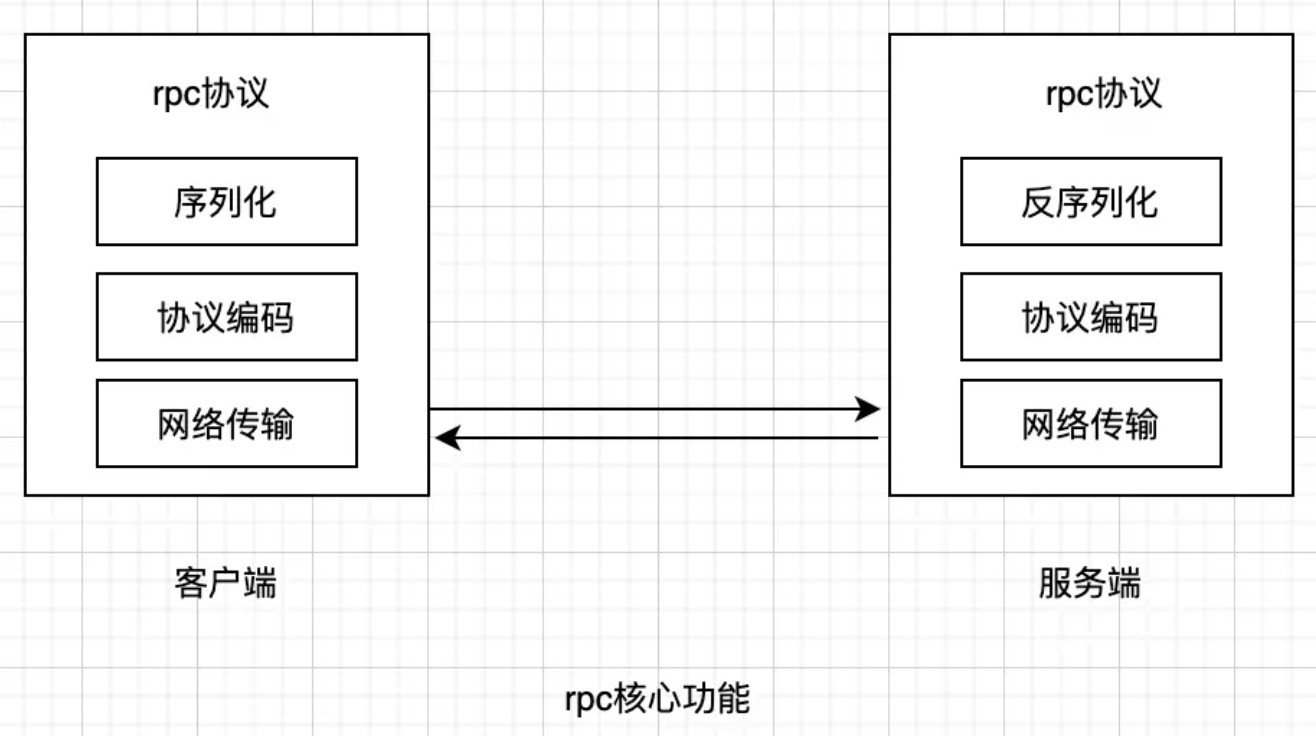 rpc协议
序列化
协议编码
网络传输
客户端
rpc协议
反序列化
协议编码
网络传输
服务端
rpc核心功能